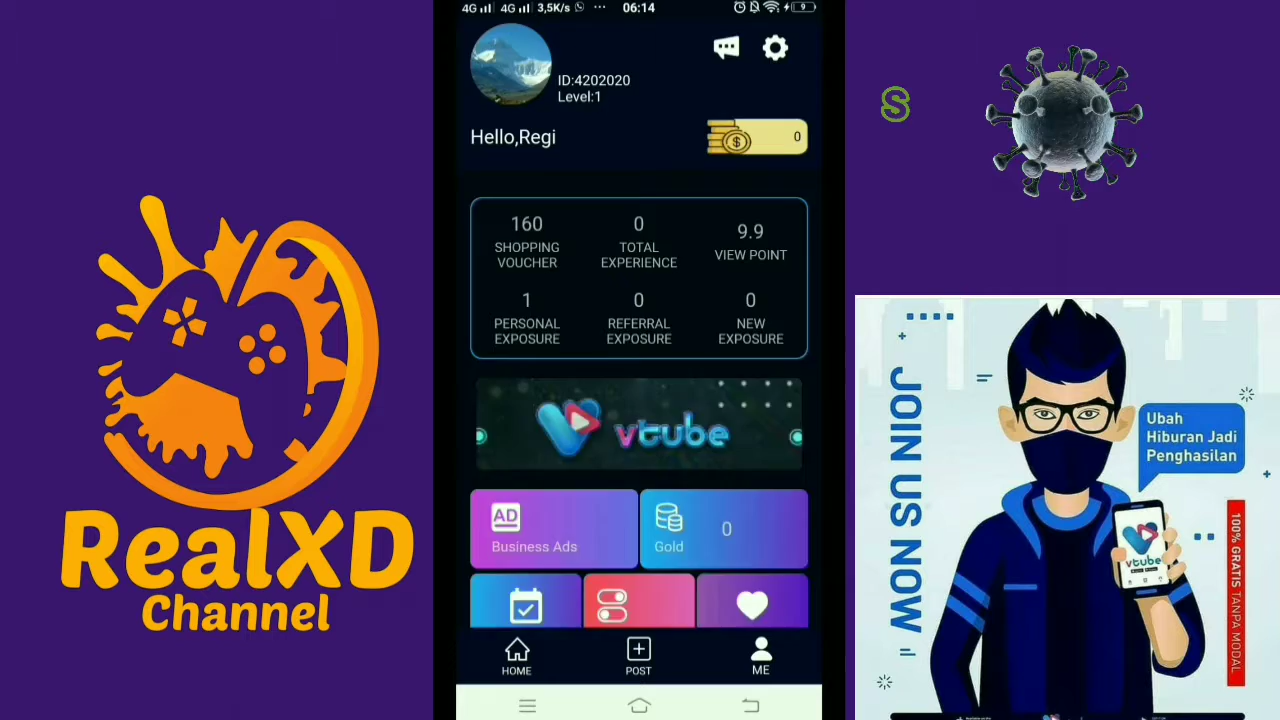 RealXD
Channel
4G 4G 3,5K/s ... 06:14 9
ID:4202020
Level:1
Hello,Regi
0
160
SHOPPING
VOUCHER
0
TOTAL
EXPERIENCE
9.9
VIEW POINT
1
PERSONAL
EXPOSURE
0
REFERRAL
EXPOSURE
0
NEW
EXPOSURE
vtube
AD
Business Ads
Gold
0
HOME
POST
ME
S
JOIN US NOW
Ubah
Hiburan Jadi
Penghasilan
vtube
100% GRATIS TANPA MODAL